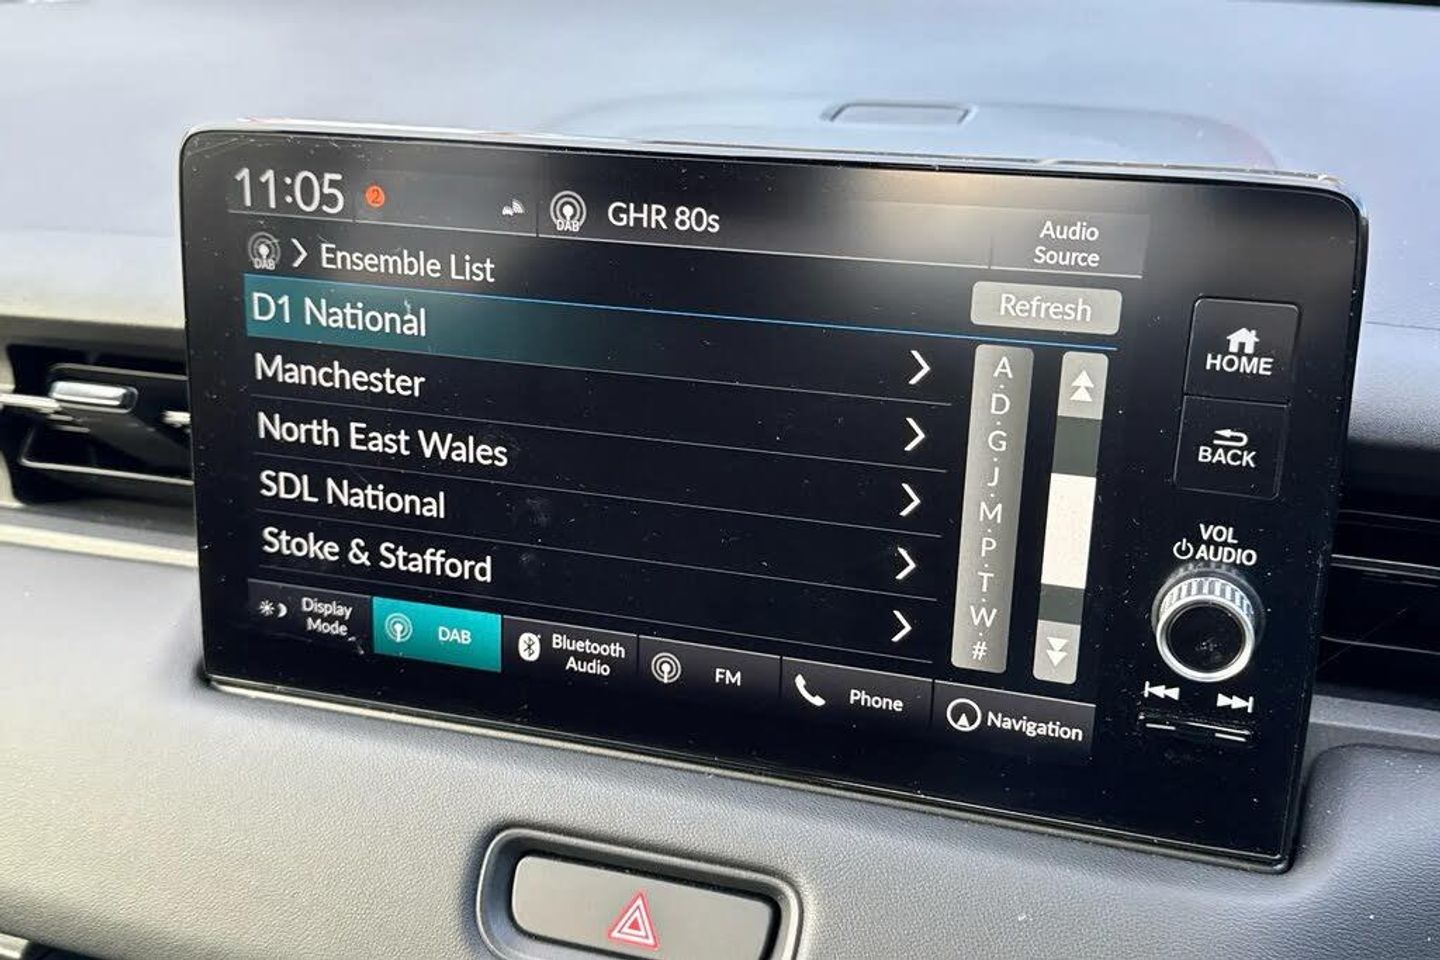 11:05
2
DAB
GHR 80s
Audio
Source
DAB
Ensemble List
Refresh
D1 National
Manchester
North East Wales
SDL National
Stoke & Stafford
A
D
G
J
M
P
T
W
#
Display
Mode
DAB
Bluetooth
Audio
FM
Phone
Navigation
HOME
BACK
VOL
AUDIO